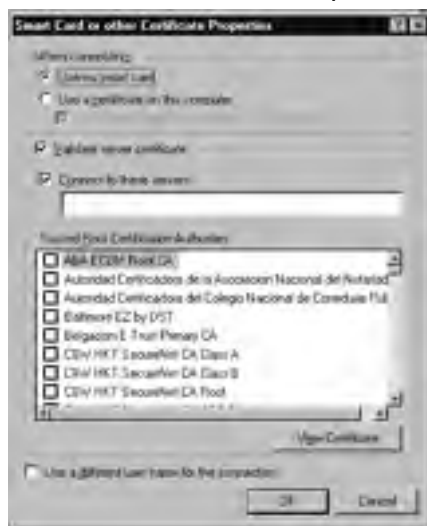 Smart Card or other Certificate Properties
When connecting:
Use my smart card
Use a certificate on this computer
Validate server certificate
Connect to these servers:
Trusted Root Certification Authorities:
ABA.ECOM Root CA
Autoridad Certificadora de la Asociacion Nacional del Notariad
Autoridad Certificadora del Colegio Nacional de Correduria Pub
Baltimore EZ by DST
Belgacom E-Trust Primary CA
C&W HKT SecureNet CA Class A
C&W HKT SecureNet CA Class B
C&W HKT SecureNet CA Root
View Certificate
Use a different user name for the connection:
OK
Cancel